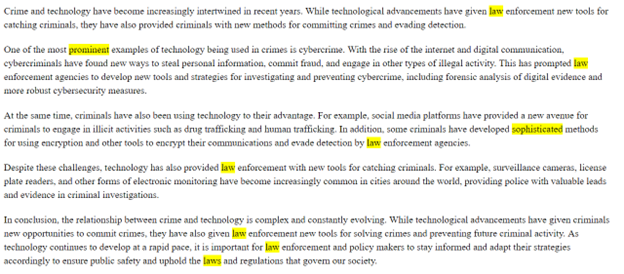 Crime and technology have become increasingly intertwined in recent years. While technological advancements have given law enforcement new tools for
catching criminals, they have also provided criminals with new methods for committing crimes and evading detection.
One of the most prominent examples of technology being used in crimes is cybercrime. With the rise of the internet and digital communication,
cybercriminals have found new ways to steal personal information, commit fraud, and engage in other types of illegal activity. This has prompted law
enforcement agencies to develop new tools and strategies for investigating and preventing cybercrime, including forensic analysis of digital evidence and
more robust cybersecurity measures.
At the same time, criminals have also been using technology to their advantage. For example, social media platforms have provided a new avenue for
criminals to engage in illicit activities such as drug trafficking and human trafficking. In addition, some criminals have developed sophisticated methods
for using encryption and other tools to encrypt their communications and evade detection by law enforcement agencies.
Despite these challenges, technology has also provided law enforcement with new tools for catching criminals. For example, surveillance cameras, license
plate readers, and other forms of electronic monitoring have become increasingly common in cities around the world, providing police with valuable leads
and evidence in criminal investigations.
In conclusion, the relationship between crime and technology is complex and constantly evolving. While technological advancements have given criminals
new opportunities to commit crimes, they have also given law enforcement new tools for solving crimes and preventing future criminal activity. As
technology continues to develop at a rapid pace, it is important for law enforcement and policy makers to stay informed and adapt their strategies
accordingly to ensure public safety and uphold the laws and regulations that govern our society.